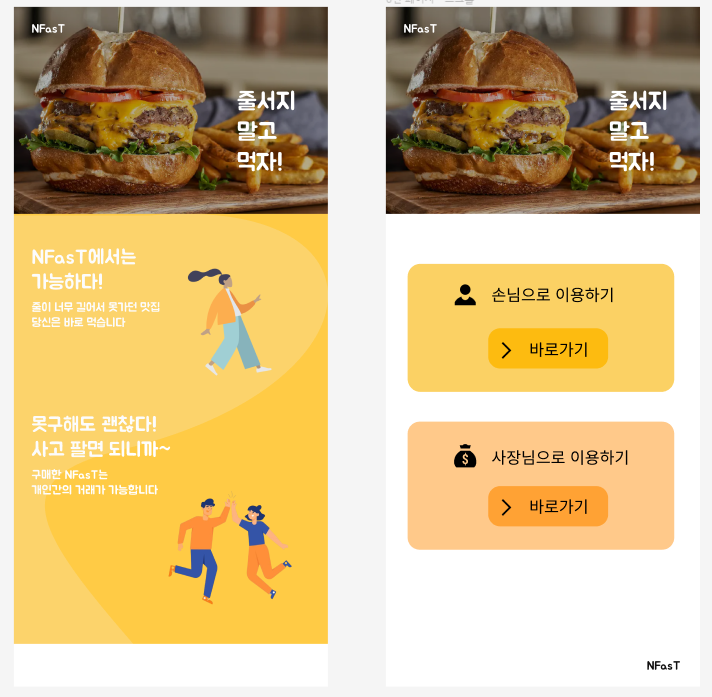 NFasT
줄서지
말고
먹자!
NFasT에서는
가능하다!
줄이 너무 길어서 못가던 맛집
당신은 바로 먹습니다
못구해도 괜찮다!
사고 팔면 되니까~
구매한 NFasT는
개인간의 거래가 가능합니다
NFasT
줄서지
말고
먹자!
손님으로 이용하기
바로가기
사장님으로 이용하기
바로가기
NFasT